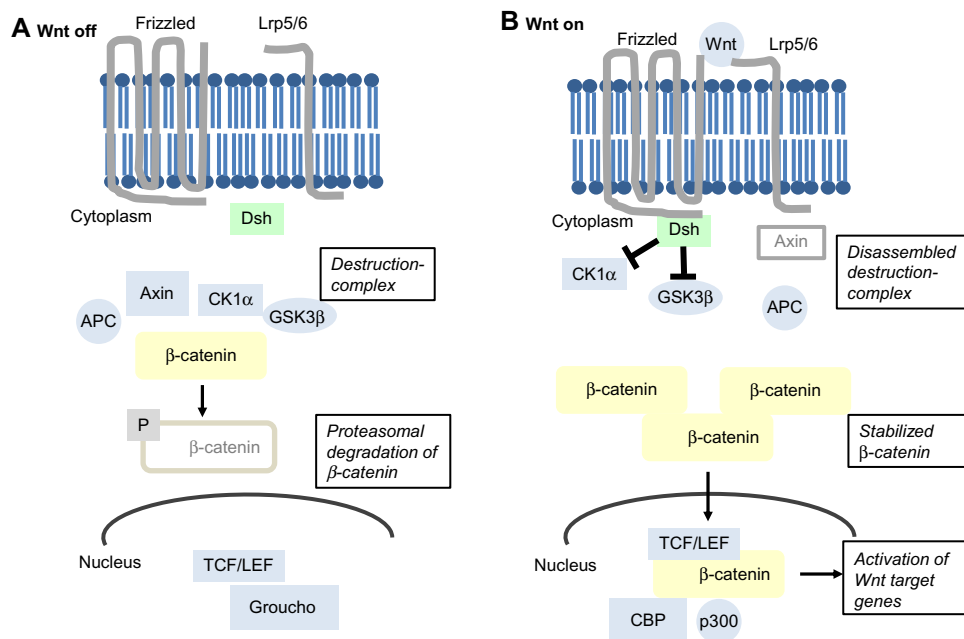 A Wnt off
Frizzled
Lrp5/6
Cytoplasm
Dsh
Destruction-
complex
Axin
CK1α
APC
GSK3β
β-catenin
P
β-catenin
Proteasomal
degradation of
β-catenin
Nucleus
TCF/LEF
Groucho
B Wnt on
Frizzled
Wnt
Lrp5/6
Cytoplasm
Dsh
Axin
CK1α
GSK3β
APC
Disassembled
destruction-
complex
β-catenin
β-catenin
β-catenin
Stabilized
β-catenin
Nucleus
TCF/LEF
β-catenin
CBP
p300
Activation of
Wnt target
genes